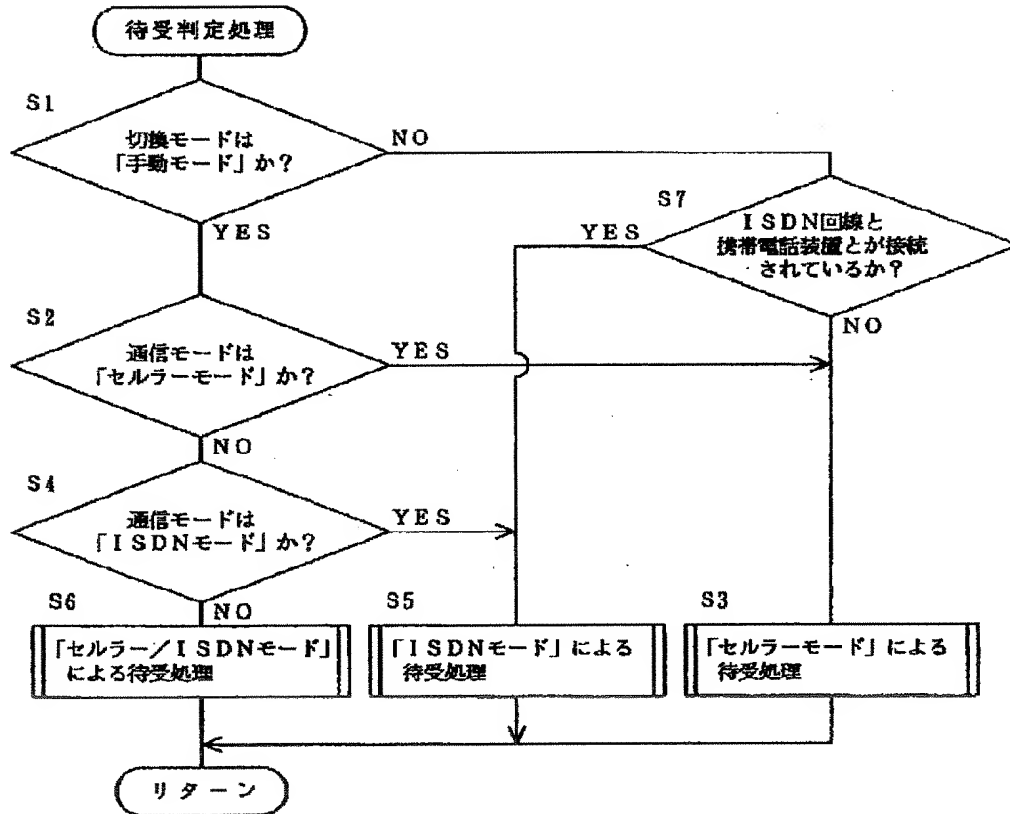 待受判定処理
S1
切換モードは
「手動モード」か?
NO
YES
S7
ISDN回線と
携帯電話装置とが接続
されているか?
YES
NO
S2
通信モードは
「セルラーモード」か?
YES
NO
S4
通信モードは
「ISDNモード」か?
YES
NO
S6
「セルラー/ISDNモード」
による待受処理
S5
「ISDNモード」による
待受処理
S3
「セルラーモード」による
待受処理
リターン